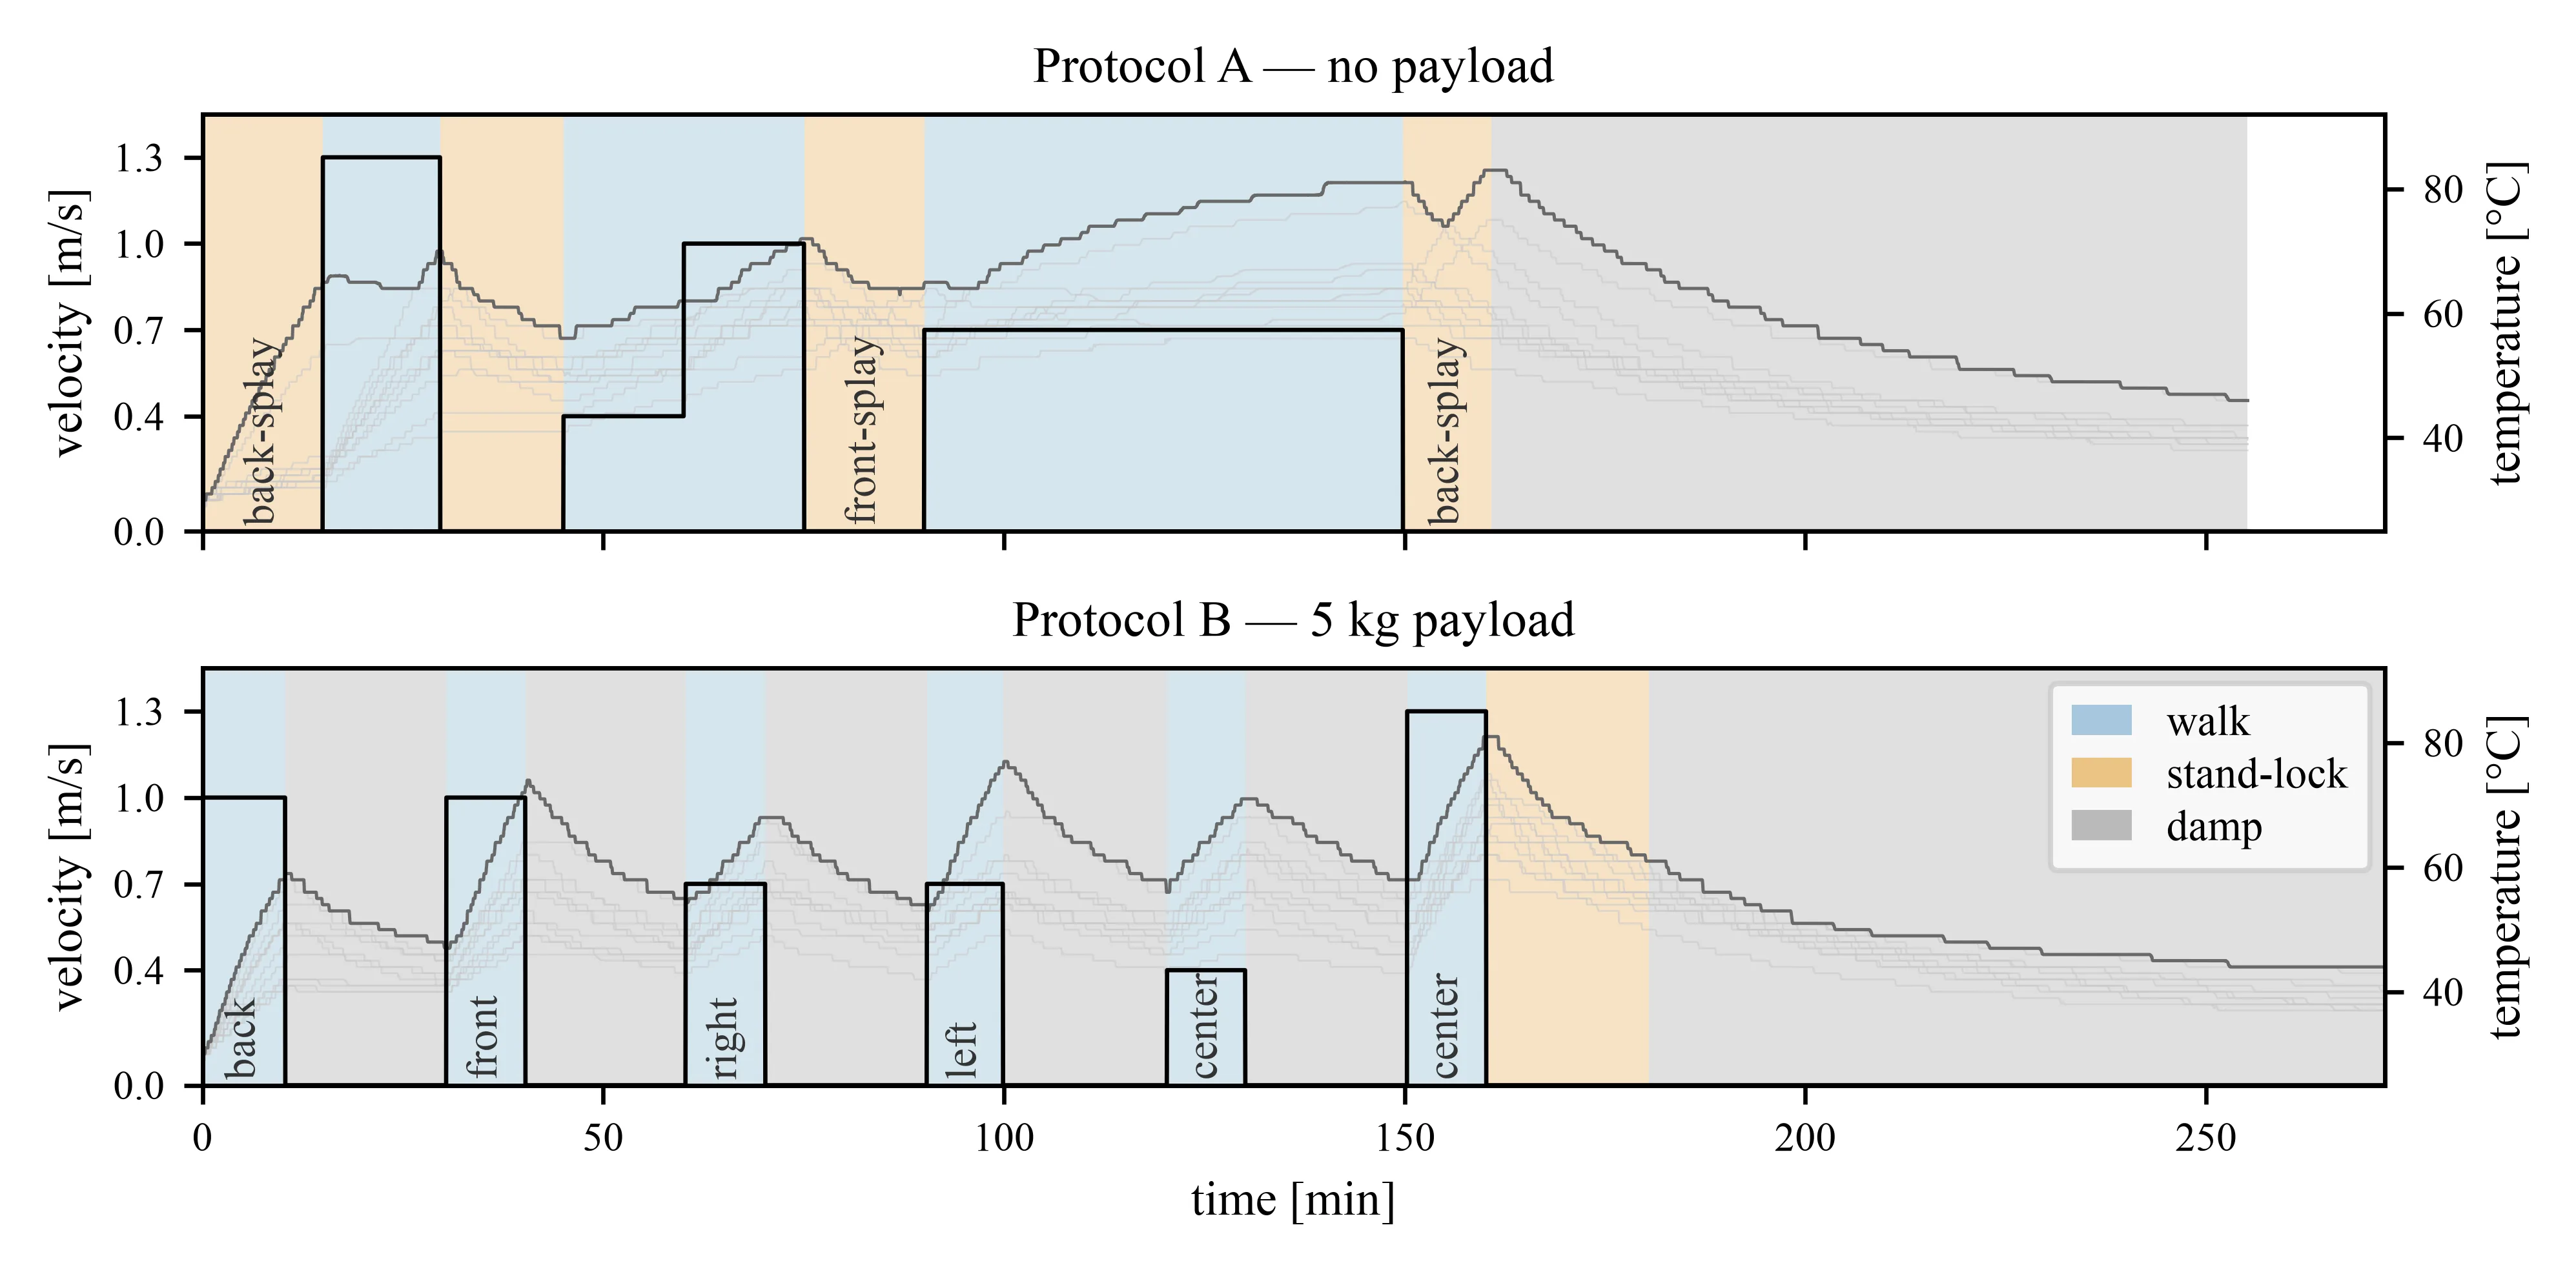 Protocol A — no payload
velocity [m/s]
1.3
1.0
0.7
0.4
0.0
back-splay
front-splay
back-splay
80
60
40
temperature [°C]
Protocol B — 5 kg payload
velocity [m/s]
1.3
1.0
0.7
0.4
0.0
back
front
right
left
center
center
walk
stand-lock
damp
80
60
40
temperature [°C]
0 50 100 150 200 250
time [min]